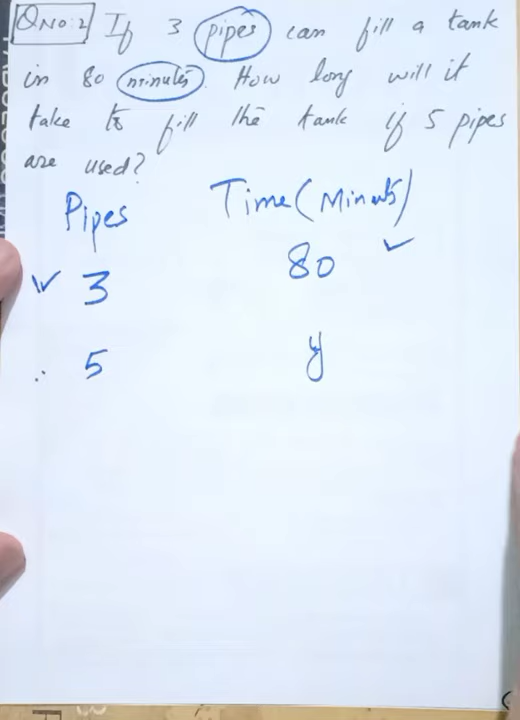 Q No: 2 If 3 pipes can fill a tank
in 80 minutes. How long will it
take to fill the tank if 5 pipes
are used?
Pipes Time (Minuts)
3 80
∴ 5 y